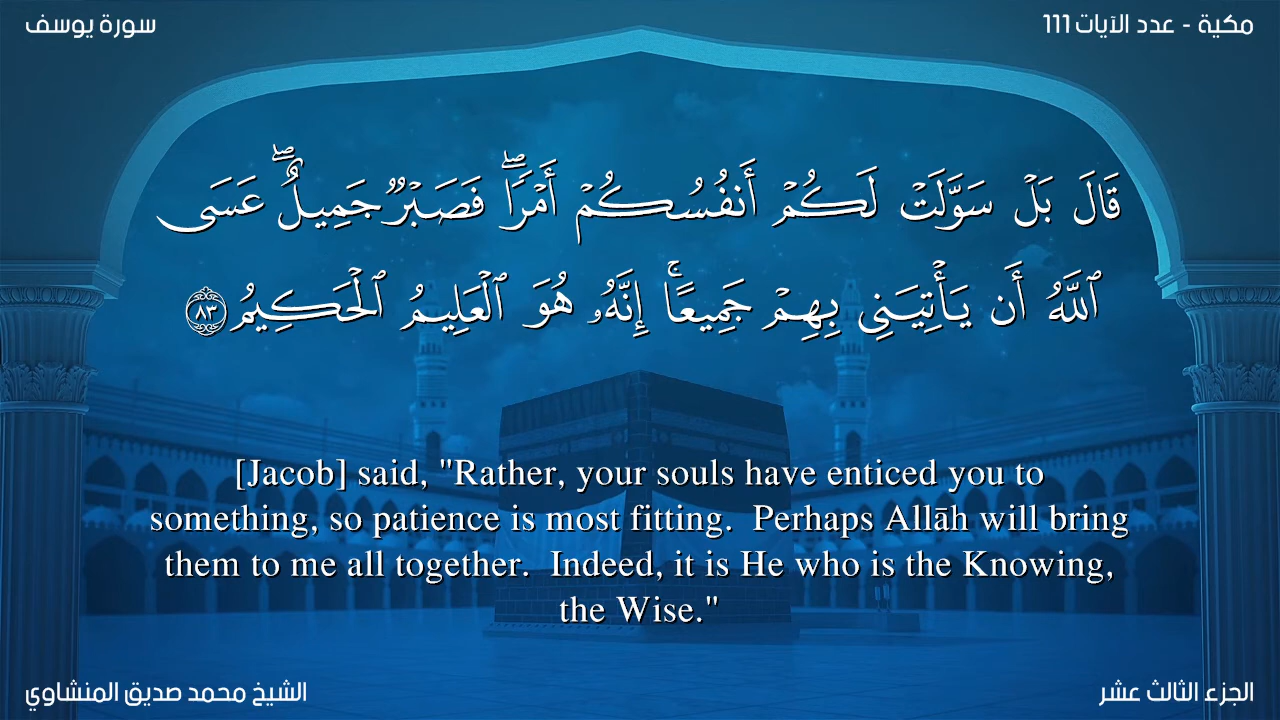 سورة يوسف
مكية - عدد الآيات 111
قَالَ بَلْ سَوَّلَتْ لَكُمْ أَنفُسُكُمْ أَمْرًاۖ فَصَبْرٌ جَمِيلٌۖ عَسَى
ٱللَّهُ أَن يَأْتِيَنِى بِهِمْ جَمِيعًاۚ إِنَّهُۥ هُوَ ٱلْعَلِيمُ ٱلْحَكِيمُ ٨٣
[Jacob] said, "Rather, your souls have enticed you to
something, so patience is most fitting.  Perhaps Allāh will bring
them to me all together.  Indeed, it is He who is the Knowing,
the Wise."
الشيخ محمد صديق المنشاوي
الجزء الثالث عشر